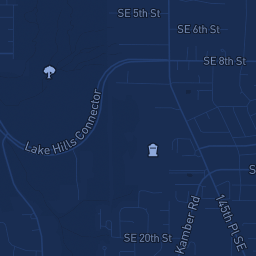 SE 5th St
SE 6th St
SE 8th St
Lake Hills Connector
S
145th Pl SE
Kamber Rd
SE 20th St